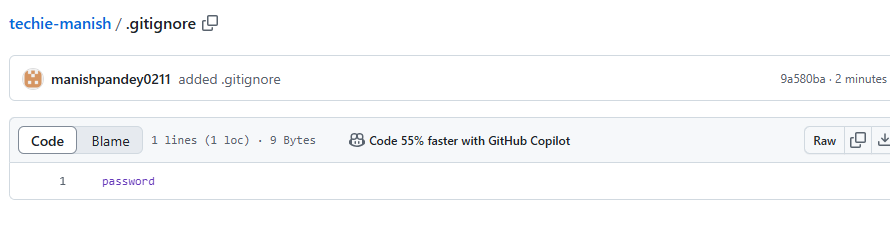 techie-manish / .gitignore
manishpandey0211 added .gitignore 9a580ba · 2 minutes
Code Blame 1 lines (1 loc) · 9 Bytes Code 55% faster with GitHub Copilot Raw
1 password